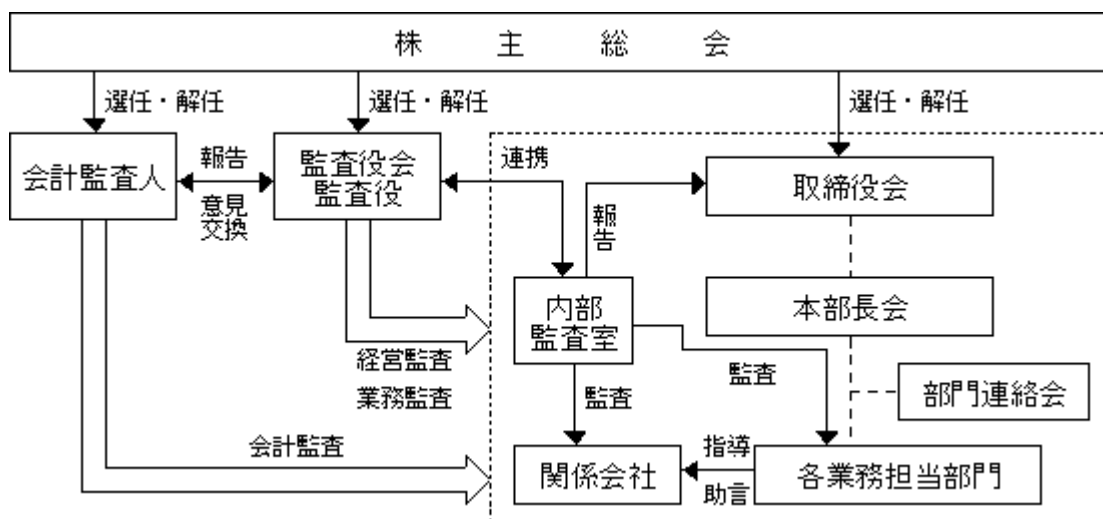 株主総会
選任・解任
選任・解任
選任・解任
会計監査人
報告
意見
交換
監査役会
監査役
連携
取締役会
報告
内部
監査室
本部長会
経営監査
業務監査
監査
監査
部門連絡会
会計監査
関係会社
指導
助言
各業務担当部門